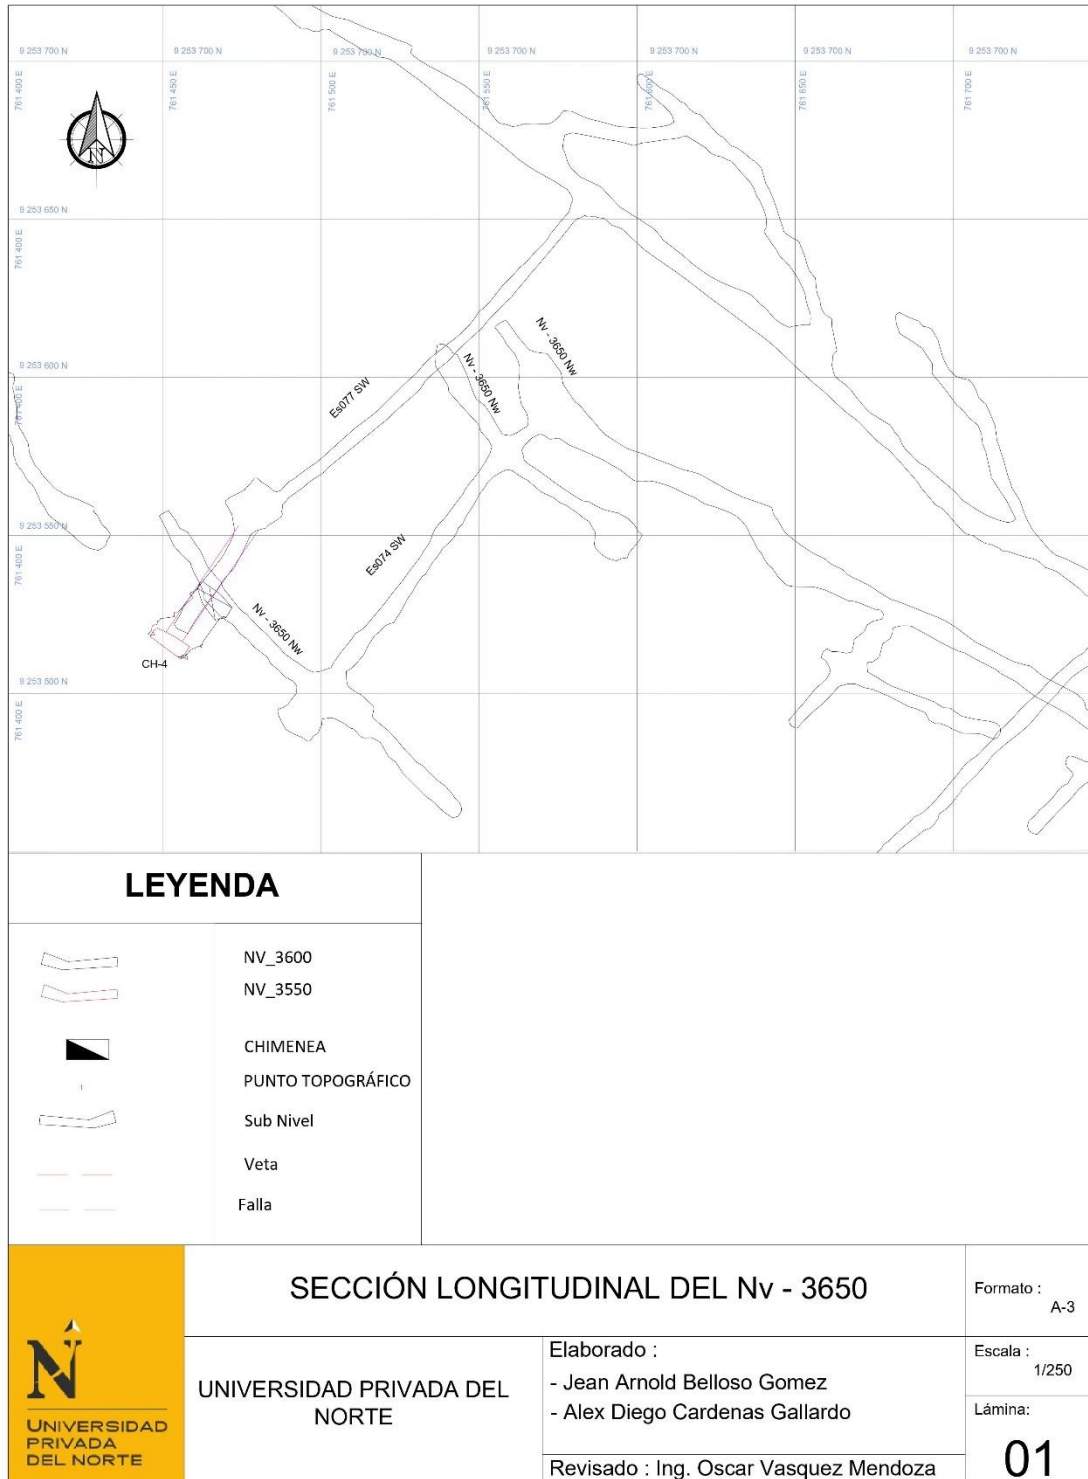 9 253 700 N
9 253 700 N
9 253 700 N
9 253 700 N
9 253 700 N
9 253 700 N
9 253 700 N
761 400 E
761 450 E
761 500 E
761 550 E
761 600 E
761 650 E
761 700 E
N
9 253 650 N
761 400 E
9 253 600 N
761 400 E
9 253 550 N
761 400 E
9 253 500 N
761 400 E
Nv - 3650 Nw
Nv - 3650 Nw
Es077 SW
Es074 SW
Nv - 3650 Nw
CH-4
LEYENDA
NV_3600
NV_3550
CHIMENEA
PUNTO TOPOGRÁFICO
Sub Nivel
Veta
Falla
N
UNIVERSIDAD
PRIVADA
DEL NORTE
SECCIÓN LONGITUDINAL DEL Nv - 3650
UNIVERSIDAD PRIVADA DEL
NORTE
Elaborado :
- Jean Arnold Belloso Gomez
- Alex Diego Cardenas Gallardo
Revisado : Ing. Oscar Vasquez Mendoza
Formato :
A-3
Escala :
1/250
Lámina:
01